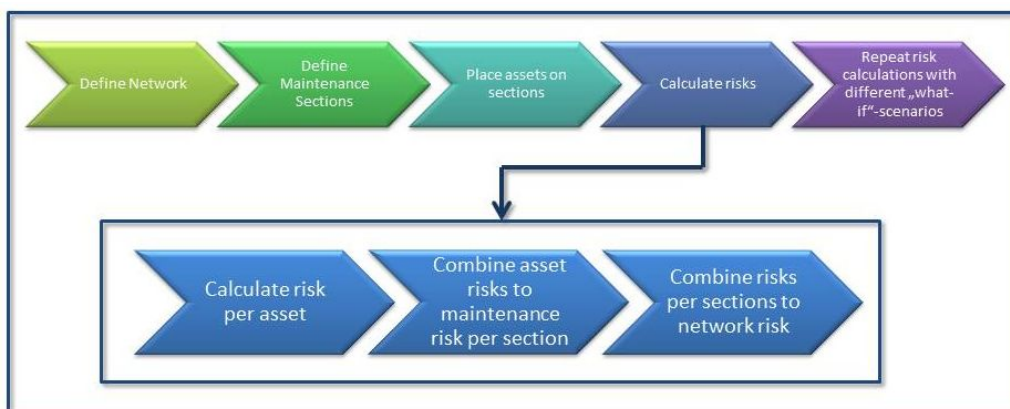 Define Network
Define
Maintenance
Sections
Place assets on
sections
Calculate risks
Repeat risk
calculations with
different „what-
if“-scenarios
Calculate risk
per asset
Combine asset
risks to
maintenance
risk per section
Combine risks
per sections to
network risk